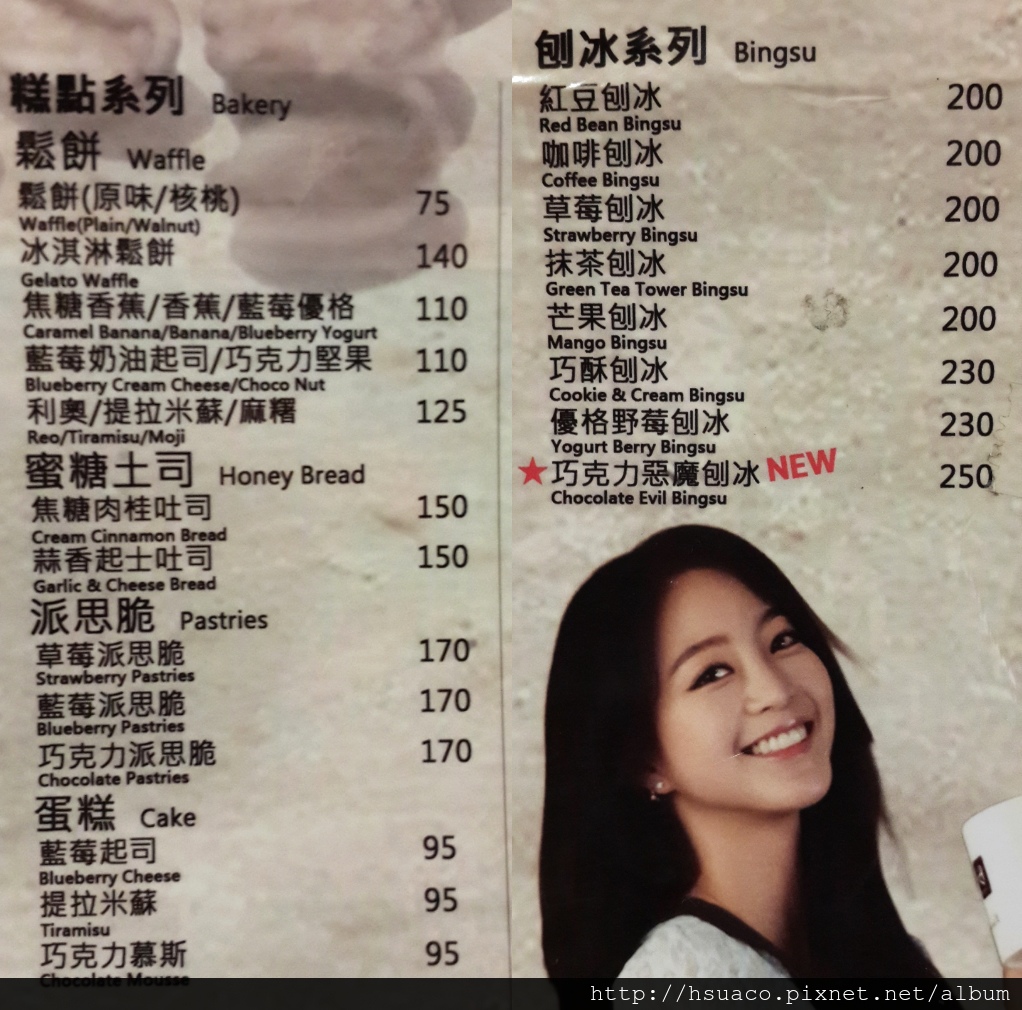 糕點系列 Bakery
鬆餅 Waffle
鬆餅(原味/核桃) 75
Waffle(Plain/Walnut)
冰淇淋鬆餅 140
Gelato Waffle
焦糖香蕉/香蕉/藍莓優格 110
Caramel Banana/Banana/Blueberry Yogurt
藍莓奶油起司/巧克力堅果 110
Blueberry Cream Cheese/Choco Nut
利奧/提拉米蘇/麻糬 125
Reo/Tiramisu/Moji
蜜糖土司 Honey Bread
焦糖肉桂吐司 150
Cream Cinnamon Bread
蒜香起士吐司 150
Garlic & Cheese Bread
派思脆 Pastries
草莓派思脆 170
Strawberry Pastries
藍莓派思脆 170
Blueberry Pastries
巧克力派思脆 170
Chocolate Pastries
蛋糕 Cake
藍莓起司 95
Blueberry Cheese
提拉米蘇 95
Tiramisu
巧克力慕斯 95
Chocolate Mousse
刨冰系列 Bingsu
紅豆刨冰 200
Red Bean Bingsu
咖啡刨冰 200
Coffee Bingsu
草莓刨冰 200
Strawberry Bingsu
抹茶刨冰 200
Green Tea Tower Bingsu
芒果刨冰 200
Mango Bingsu
巧酥刨冰 230
Cookie & Cream Bingsu
優格野莓刨冰 230
Yogurt Berry Bingsu
★巧克力惡魔刨冰 NEW 250
Chocolate Evil Bingsu
http://hsuaco.pixnet.net/album